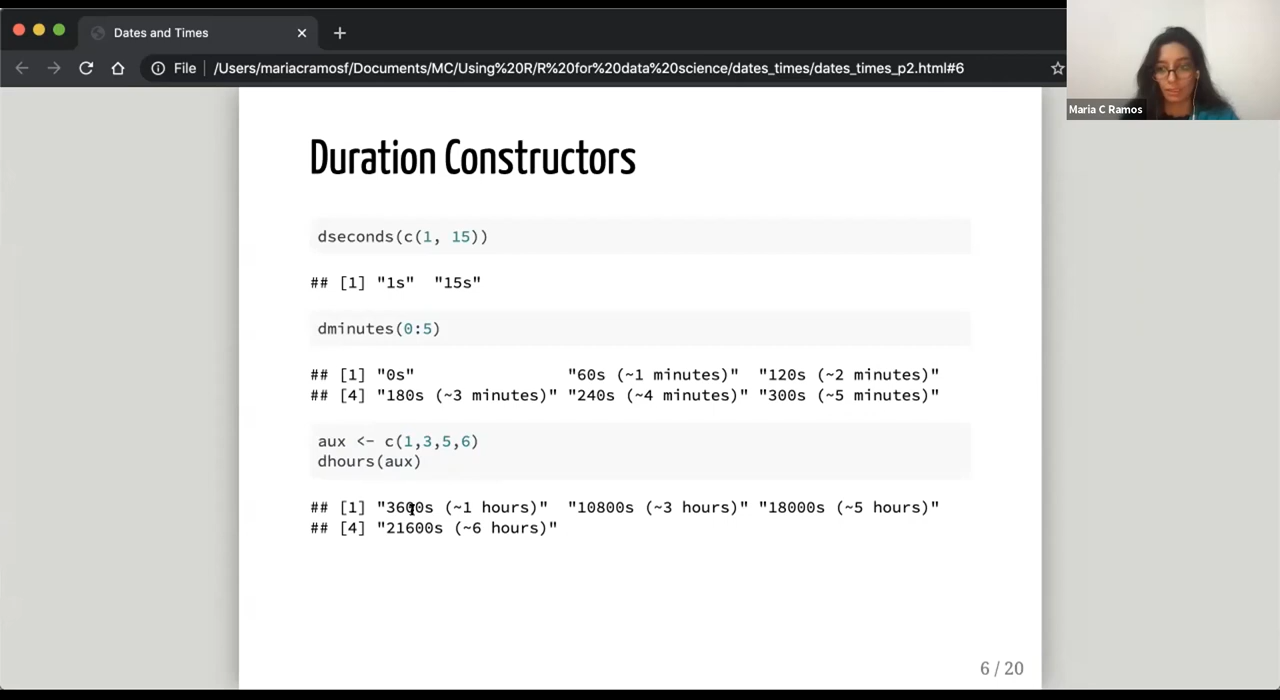 Dates and Times
File
/Users/mariacramosf/Documents/MC/Using%20R/R%20for%20data%20science/dates_times/dates_times_p2.html#6
Maria C Ramos
Duration Constructors
dseconds(c(1, 15))
## [1] "1s"  "15s"
dminutes(0:5)
## [1] "0s"                "60s (~1 minutes)"  "120s (~2 minutes)"
## [4] "180s (~3 minutes)" "240s (~4 minutes)" "300s (~5 minutes)"
aux <- c(1,3,5,6)
dhours(aux)
## [1] "3600s (~1 hours)"  "10800s (~3 hours)" "18000s (~5 hours)"
## [4] "21600s (~6 hours)"
6 / 20